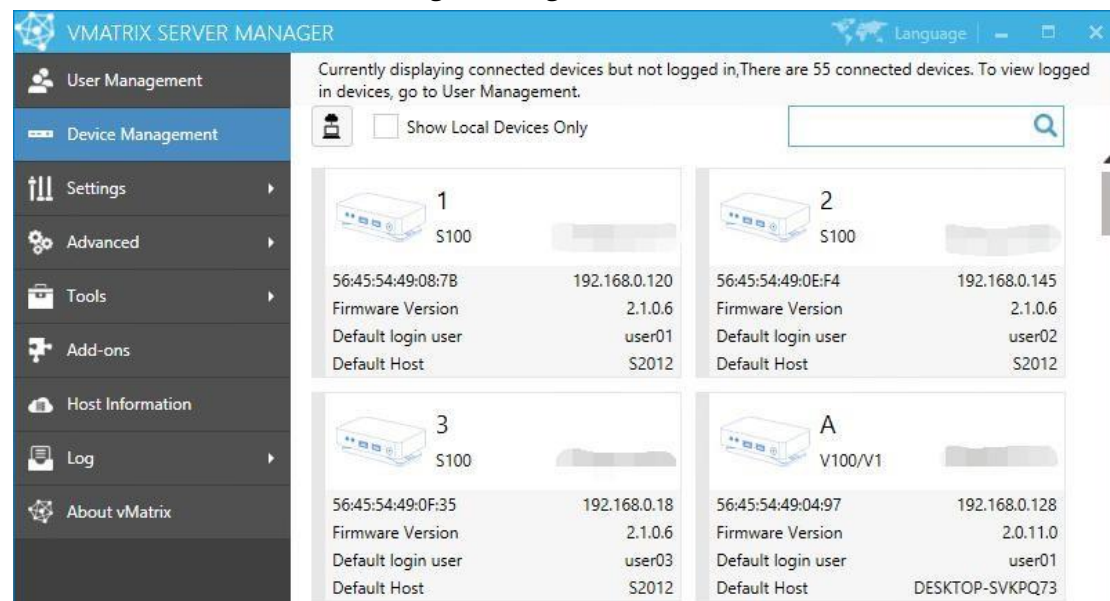 VMATRIX SERVER MANAGER
Language
User Management
Device Management
Settings
Advanced
Tools
Add-ons
Host Information
Log
About vMatrix
Currently displaying connected devices but not logged in,There are 55 connected devices. To view logged
in devices, go to User Management.
Show Local Devices Only
1
S100
56:45:54:49:08:7B 192.168.0.120
Firmware Version 2.1.0.6
Default login user user01
Default Host S2012
2
S100
56:45:54:49:0E:F4 192.168.0.145
Firmware Version 2.1.0.6
Default login user user02
Default Host S2012
3
S100
56:45:54:49:0F:35 192.168.0.18
Firmware Version 2.1.0.6
Default login user user03
Default Host S2012
A
V100/V1
56:45:54:49:04:97 192.168.0.128
Firmware Version 2.0.11.0
Default login user user01
Default Host DESKTOP-SVKPQ73